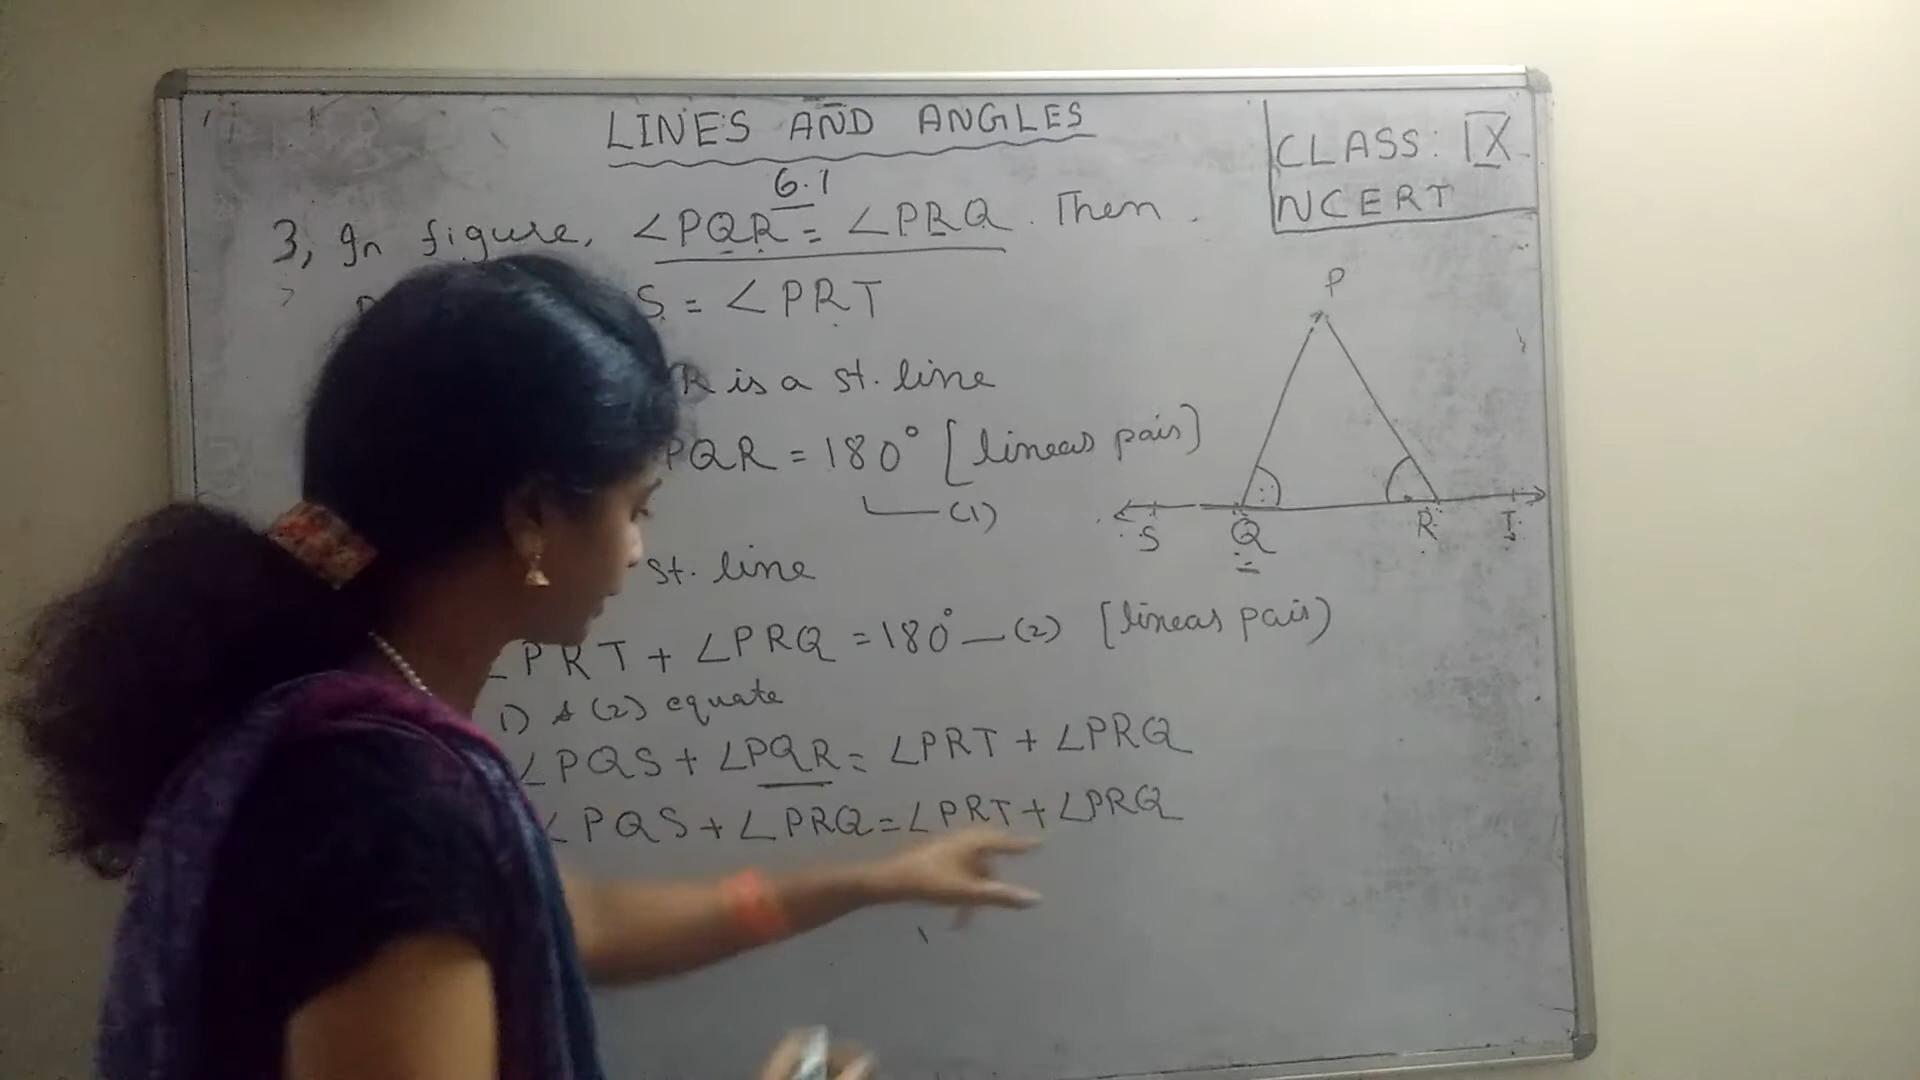 LINES AND ANGLES
6.1
CLASS: IX
NCERT
3, In figure, ∠PQR = ∠PRQ. Then
S = ∠PRT
R is a st. line
PQR = 180° [linear pair]
(1)
st. line
∠PRT + ∠PRQ = 180° — (2) [linear pair)
1) & (2) equate
∠PQS + ∠PQR = ∠PRT + ∠PRQ
∠PQS + ∠PRQ = ∠PRT + ∠PRQ
P
S Q R T